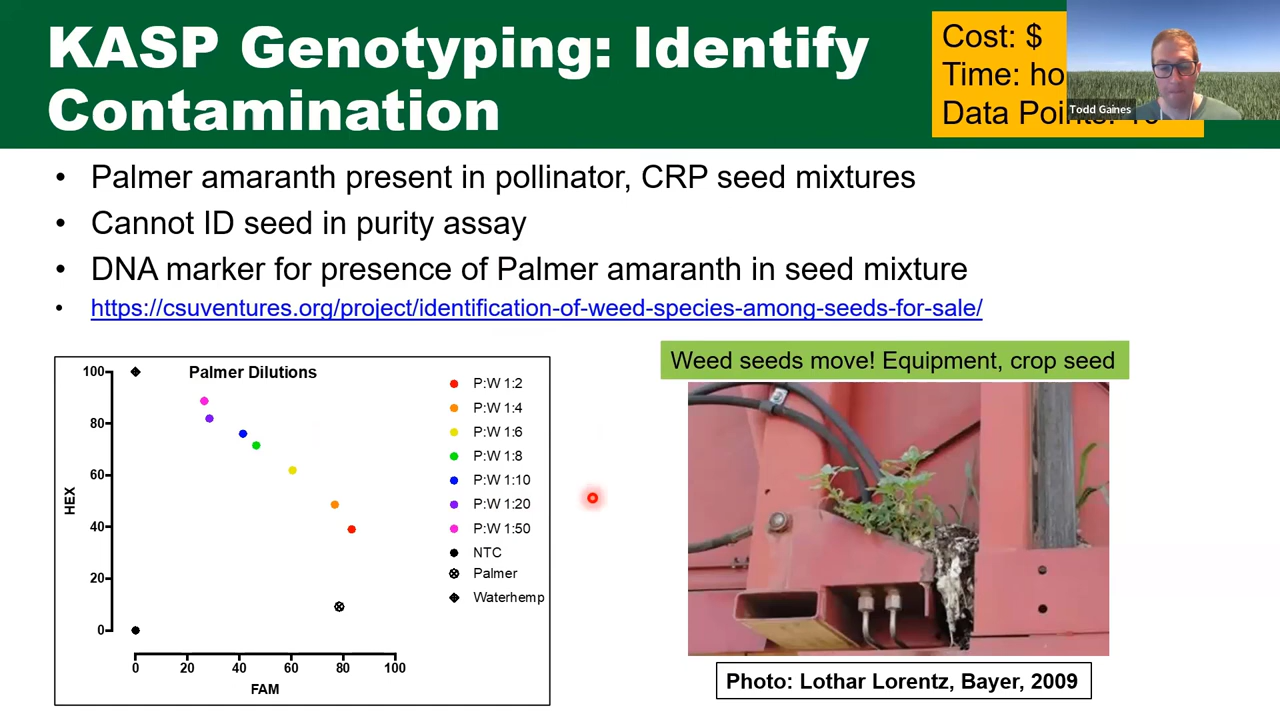 KASP Genotyping: Identify
Contamination
Cost: $
Time:
Data
Todd Gaines
• Palmer amaranth present in pollinator, CRP seed mixtures
• Cannot ID seed in purity assay
• DNA marker for presence of Palmer amaranth in seed mixture
• https://csuventures.org/project/identification-of-weed-species-among-seeds-for-sale/
Palmer Dilutions
100
80
60
40
20
0
HEX
0 20 40 60 80 100
FAM
P:W 1:2
P:W 1:4
P:W 1:6
P:W 1:8
P:W 1:10
P:W 1:20
P:W 1:50
NTC
Palmer
Waterhemp
Weed seeds move! Equipment, crop seed
Photo: Lothar Lorentz, Bayer, 2009